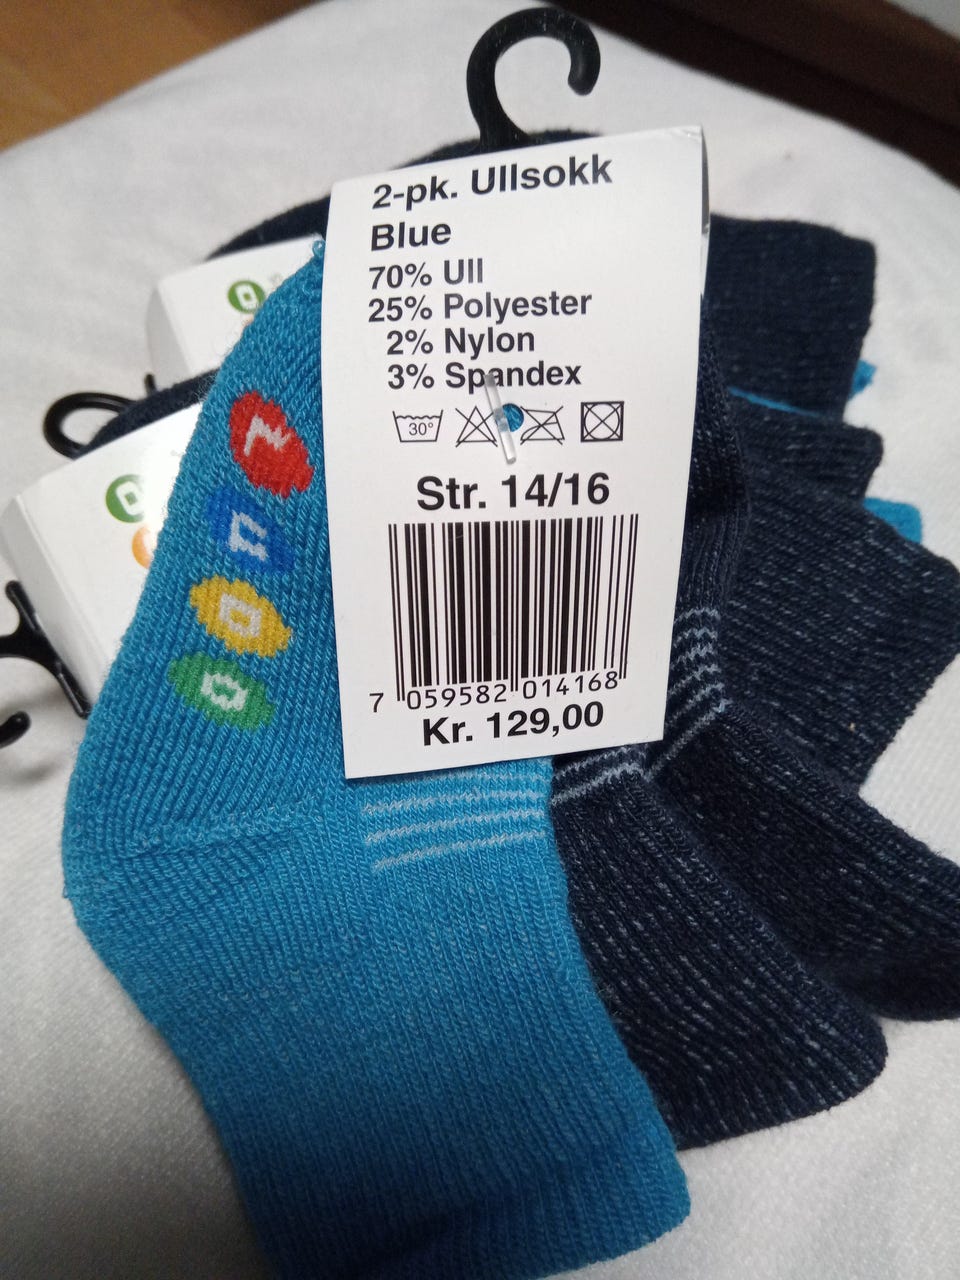 2-pk. Ullsokk
Blue
70% Ull
25% Polyester
2% Nylon
3% Spandex
30°
Str. 14/16
7 059582 014168
Kr. 129,00